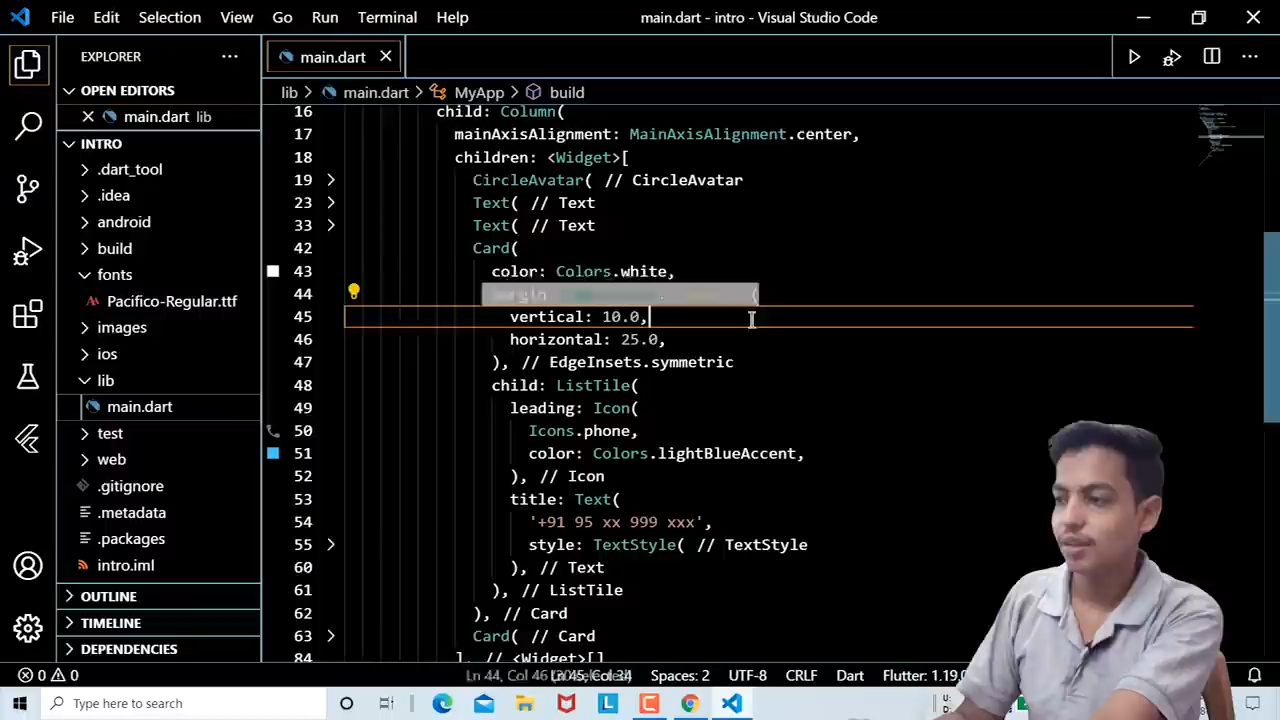 File Edit Selection View Go Run Terminal Help
main.dart - intro - Visual Studio Code
EXPLORER
OPEN EDITORS
main.dart lib
INTRO
.dart_tool
.idea
android
build
fonts
Pacifico-Regular.ttf
images
ios
lib
main.dart
test
web
.gitignore
.metadata
.packages
intro.iml
OUTLINE
TIMELINE
DEPENDENCIES
main.dart
lib > main.dart > MyApp > build
16 child: Column(
17 mainAxisAlignment: MainAxisAlignment.center,
18 children: <Widget>[
19 CircleAvatar( // CircleAvatar
23 Text( // Text
33 Text( // Text
42 Card(
43 color: Colors.white,
44
45 vertical: 10.0,
46 horizontal: 25.0,
47 ), // EdgeInsets.symmetric
48 child: ListTile(
49 leading: Icon(
50 Icons.phone,
51 color: Colors.lightBlueAccent,
52 ), // Icon
53 title: Text(
54 '+91 95 xx 999 xxx',
55 style: TextStyle( // TextStyle
60 ), // Text
61 ), // ListTile
62 ), // Card
63 Card( // Card
84 ], // <Widget>[]
0 0 Spaces: 2 UTF-8 CRLF Dart Flutter: 1.19.0
Type here to search